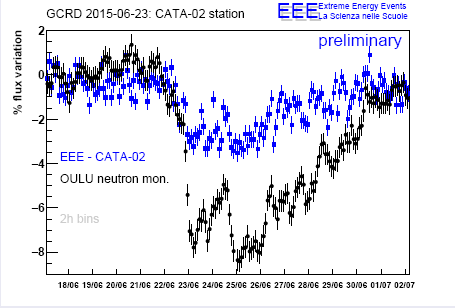 GCRD 2015-06-23: CATA-02 station
EEE Extreme Energy Events
La Scienza nelle Scuole
preliminary
% flux variation
2
0
-2
-4
-6
-8
EEE - CATA-02
OULU neutron mon.
2h bins
18/06 19/06 20/06 21/06 22/06 23/06 24/06 25/06 26/06 27/06 28/06 29/06 30/06 01/07 02/07